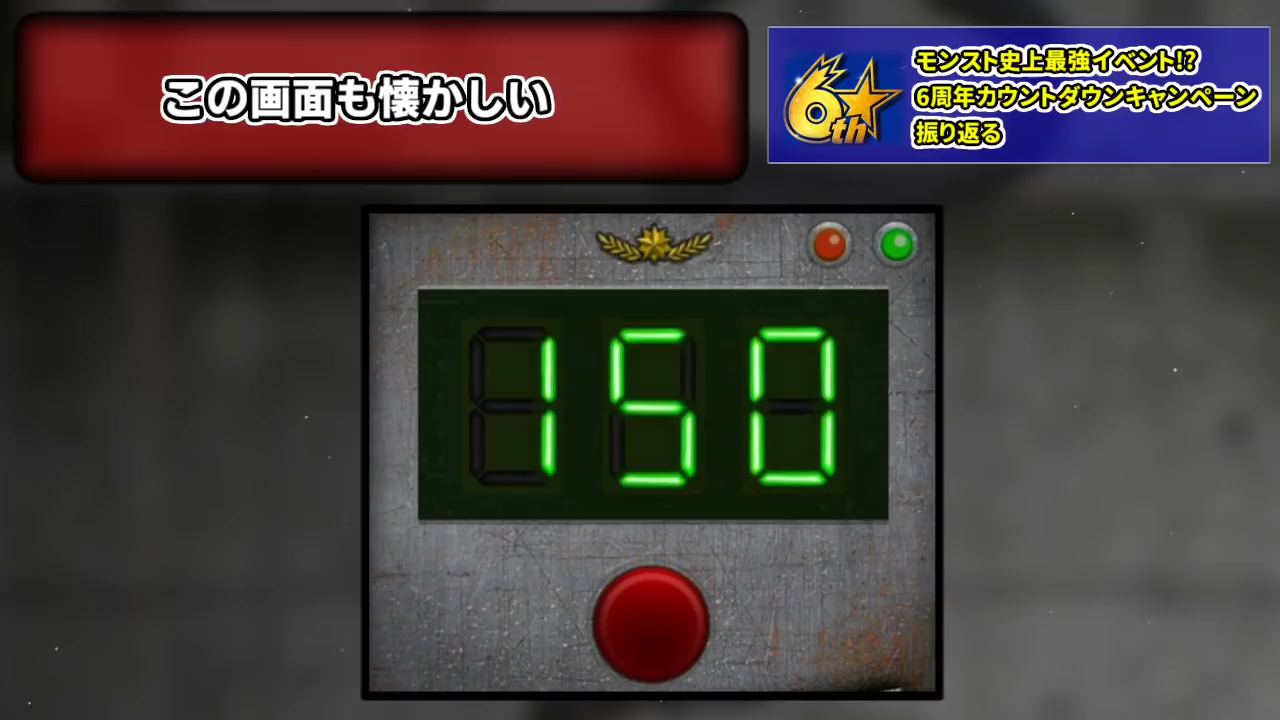 この画面も懐かしい
6th
モンスト史上最強イベント!?
6周年カウントダウンキャンペーン
振り返る
150